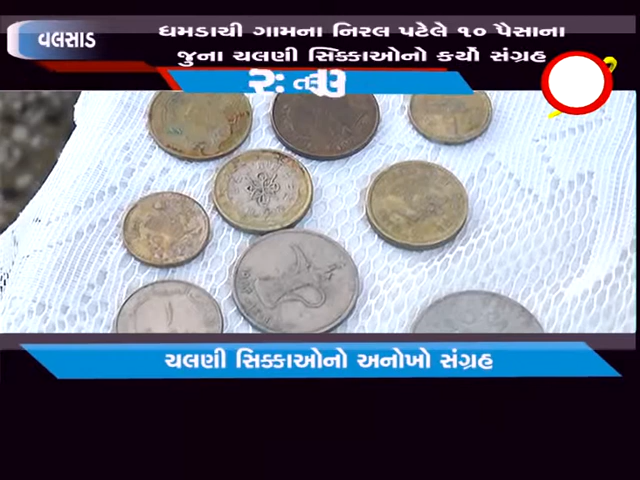 વલસાડ
ધમડાચી ગામના નિરલ પટેલે ૧૦ પૈસાના
જુના ચલણી સિક્કાઓનો કર્યો સંગ્રહ
ચલણી સિક્કાઓનો અનોખો સંગ્રહ